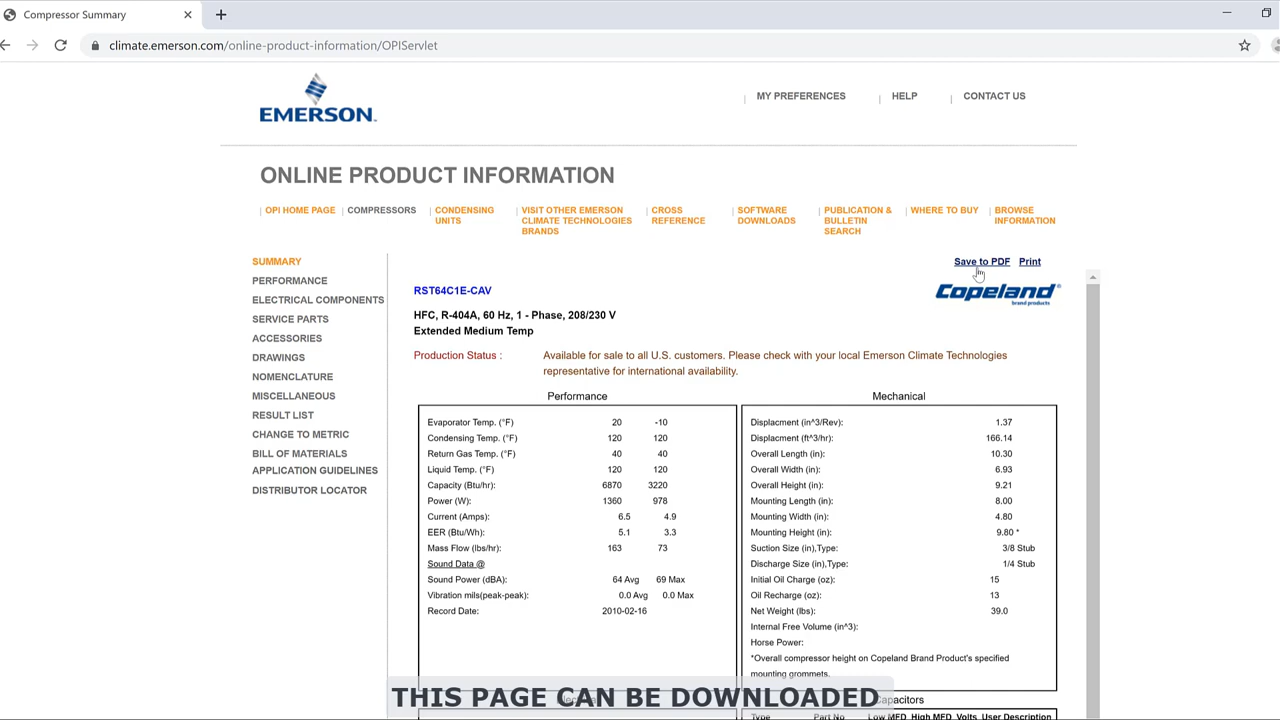 Compressor Summary
climate.emerson.com/online-product-information/OPIServlet
EMERSON.
MY PREFERENCES
HELP
CONTACT US
ONLINE PRODUCT INFORMATION
OPI HOME PAGE
COMPRESSORS
CONDENSING
UNITS
VISIT OTHER EMERSON
CLIMATE TECHNOLOGIES
BRANDS
CROSS
REFERENCE
SOFTWARE
DOWNLOADS
PUBLICATION &
BULLETIN
SEARCH
WHERE TO BUY
BROWSE
INFORMATION
SUMMARY
PERFORMANCE
ELECTRICAL COMPONENTS
SERVICE PARTS
ACCESSORIES
DRAWINGS
NOMENCLATURE
MISCELLANEOUS
RESULT LIST
CHANGE TO METRIC
BILL OF MATERIALS
APPLICATION GUIDELINES
DISTRIBUTOR LOCATOR
Save to PDF Print
Copeland®
brand products
RST64C1E-CAV
HFC, R-404A, 60 Hz, 1 - Phase, 208/230 V
Extended Medium Temp
Production Status : Available for sale to all U.S. customers. Please check with your local Emerson Climate Technologies
representative for international availability.
Performance
Evaporator Temp. (°F) 20 -10
Condensing Temp. (°F) 120 120
Return Gas Temp. (°F) 40 40
Liquid Temp. (°F) 120 120
Capacity (Btu/hr): 6870 3220
Power (W): 1360 978
Current (Amps): 6.5 4.9
EER (Btu/Wh): 5.1 3.3
Mass Flow (lbs/hr): 163 73
Sound Data @
Sound Power (dBA): 64 Avg 69 Max
Vibration mils(peak-peak): 0.0 Avg 0.0 Max
Record Date: 2010-02-16
Mechanical
Displacment (in^3/Rev): 1.37
Displacment (ft^3/hr): 166.14
Overall Length (in): 10.30
Overall Width (in): 6.93
Overall Height (in): 9.21
Mounting Length (in): 8.00
Mounting Width (in): 4.80
Mounting Height (in): 9.80 *
Suction Size (in),Type: 3/8 Stub
Discharge Size (in),Type: 1/4 Stub
Initial Oil Charge (oz): 15
Oil Recharge (oz): 13
Net Weight (lbs): 39.0
Internal Free Volume (in^3):
Horse Power:
*Overall compressor height on Copeland Brand Product's specified
mounting grommets.
THIS PAGE CAN BE DOWNLOADED
Capacitors
Type Part No Low MFD High MFD Volts User Description